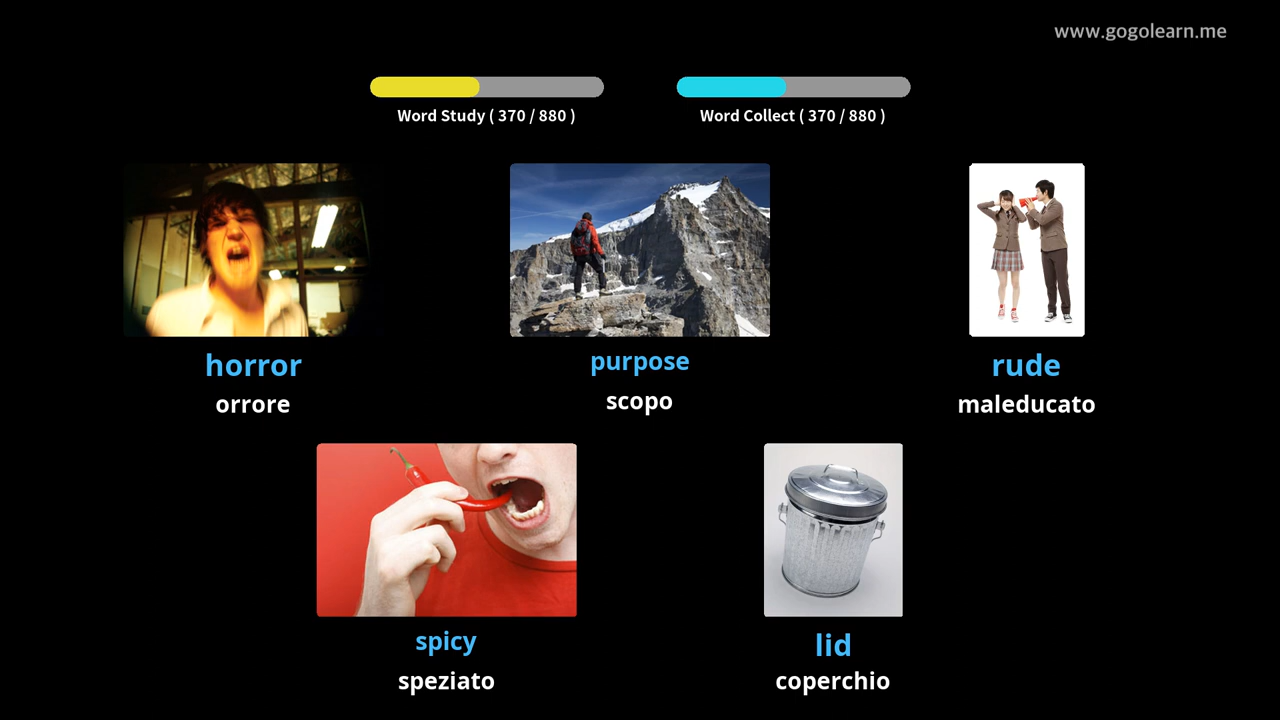 www.gogolearn.me
Word Study ( 370 / 880 )
Word Collect ( 370 / 880 )
horror
orrore
purpose
scopo
rude
maleducato
spicy
speziato
lid
coperchio